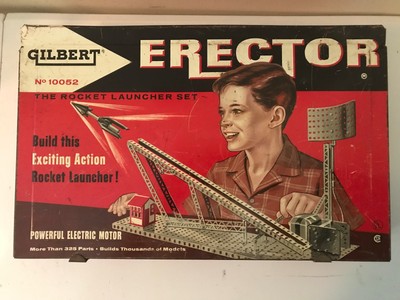 GILBERT
ERECTOR
No 10052
THE ROCKET LAUNCHER SET
Build this
Exciting Action
Rocket Launcher!
POWERFUL ELECTRIC MOTOR
More Than 325 Parts • Builds Thousands of Models